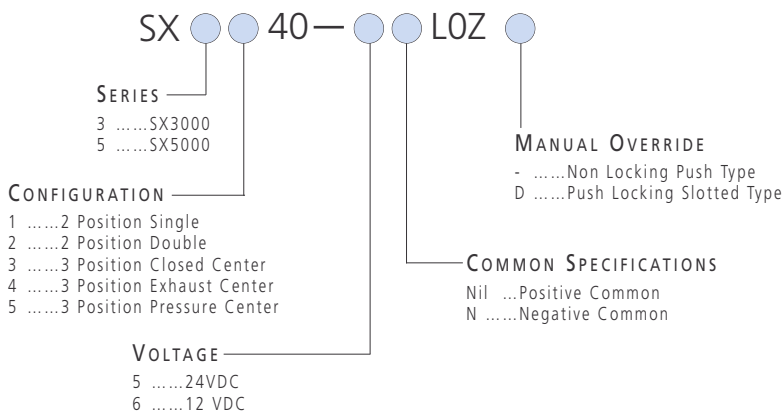 SX 40— L0Z
SERIES
3 ......SX3000
5 ......SX5000
MANUAL OVERRIDE
- ......Non Locking Push Type
D ......Push Locking Slotted Type
CONFIGURATION
1 ......2 Position Single
2 ......2 Position Double
3 ......3 Position Closed Center
4 ......3 Position Exhaust Center
5 ......3 Position Pressure Center
COMMON SPECIFICATIONS
Nil ...Positive Common
N ......Negative Common
VOLTAGE
5 ......24VDC
6 ......12 VDC